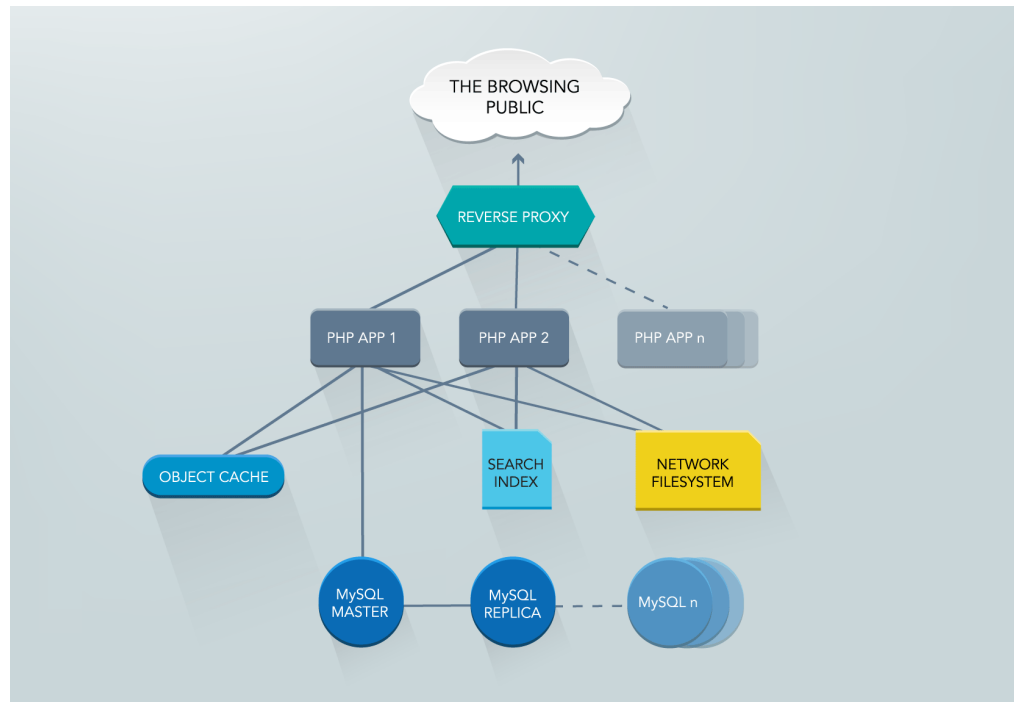 THE BROWSING
PUBLIC
REVERSE PROXY
PHP APP 1
PHP APP 2
PHP APP n
OBJECT CACHE
SEARCH
INDEX
NETWORK
FILESYSTEM
MySQL
MASTER
MySQL
REPLICA
MySQL n